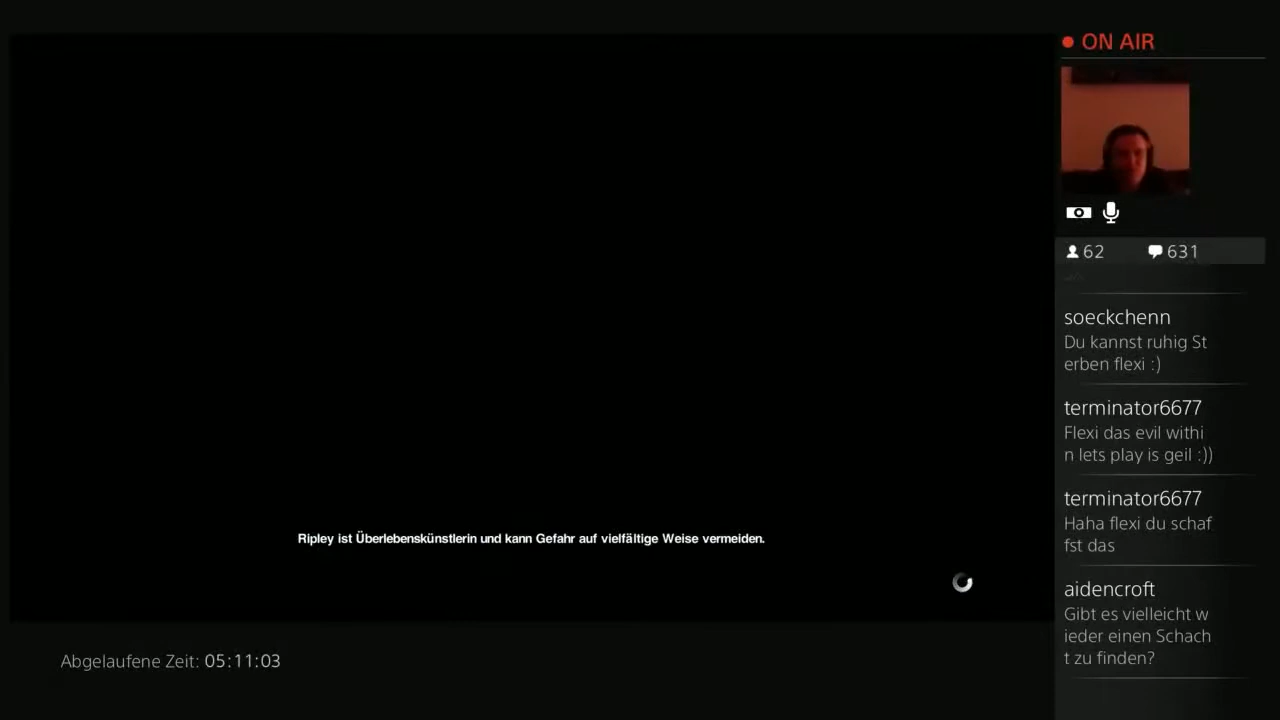 ON AIR
62 631
soeckchenn
Du kannst ruhig St
erben flexi :)
terminator6677
Flexi das evil withi
n lets play is geil :))
terminator6677
Haha flexi du schaf
fst das
aidencroft
Gibt es vielleicht w
ieder einen Schach
t zu finden?
Ripley ist Überlebenskünstlerin und kann Gefahr auf vielfältige Weise vermeiden.
Abgelaufene Zeit: 05:11:03